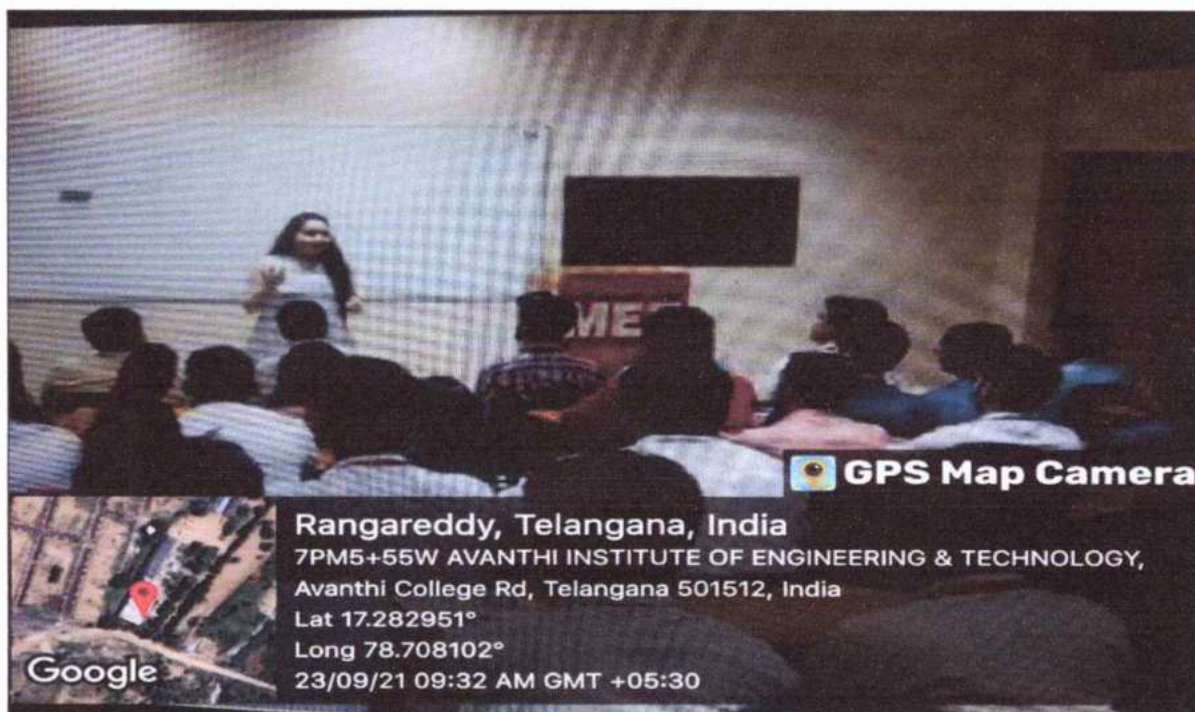 ME
GPS Map Camera
Google
Rangareddy, Telangana, India
7PM5+55W AVANTHI INSTITUTE OF ENGINEERING & TECHNOLOGY,
Avanthi College Rd, Telangana 501512, India
Lat 17.282951°
Long 78.708102°
23/09/21 09:32 AM GMT +05:30